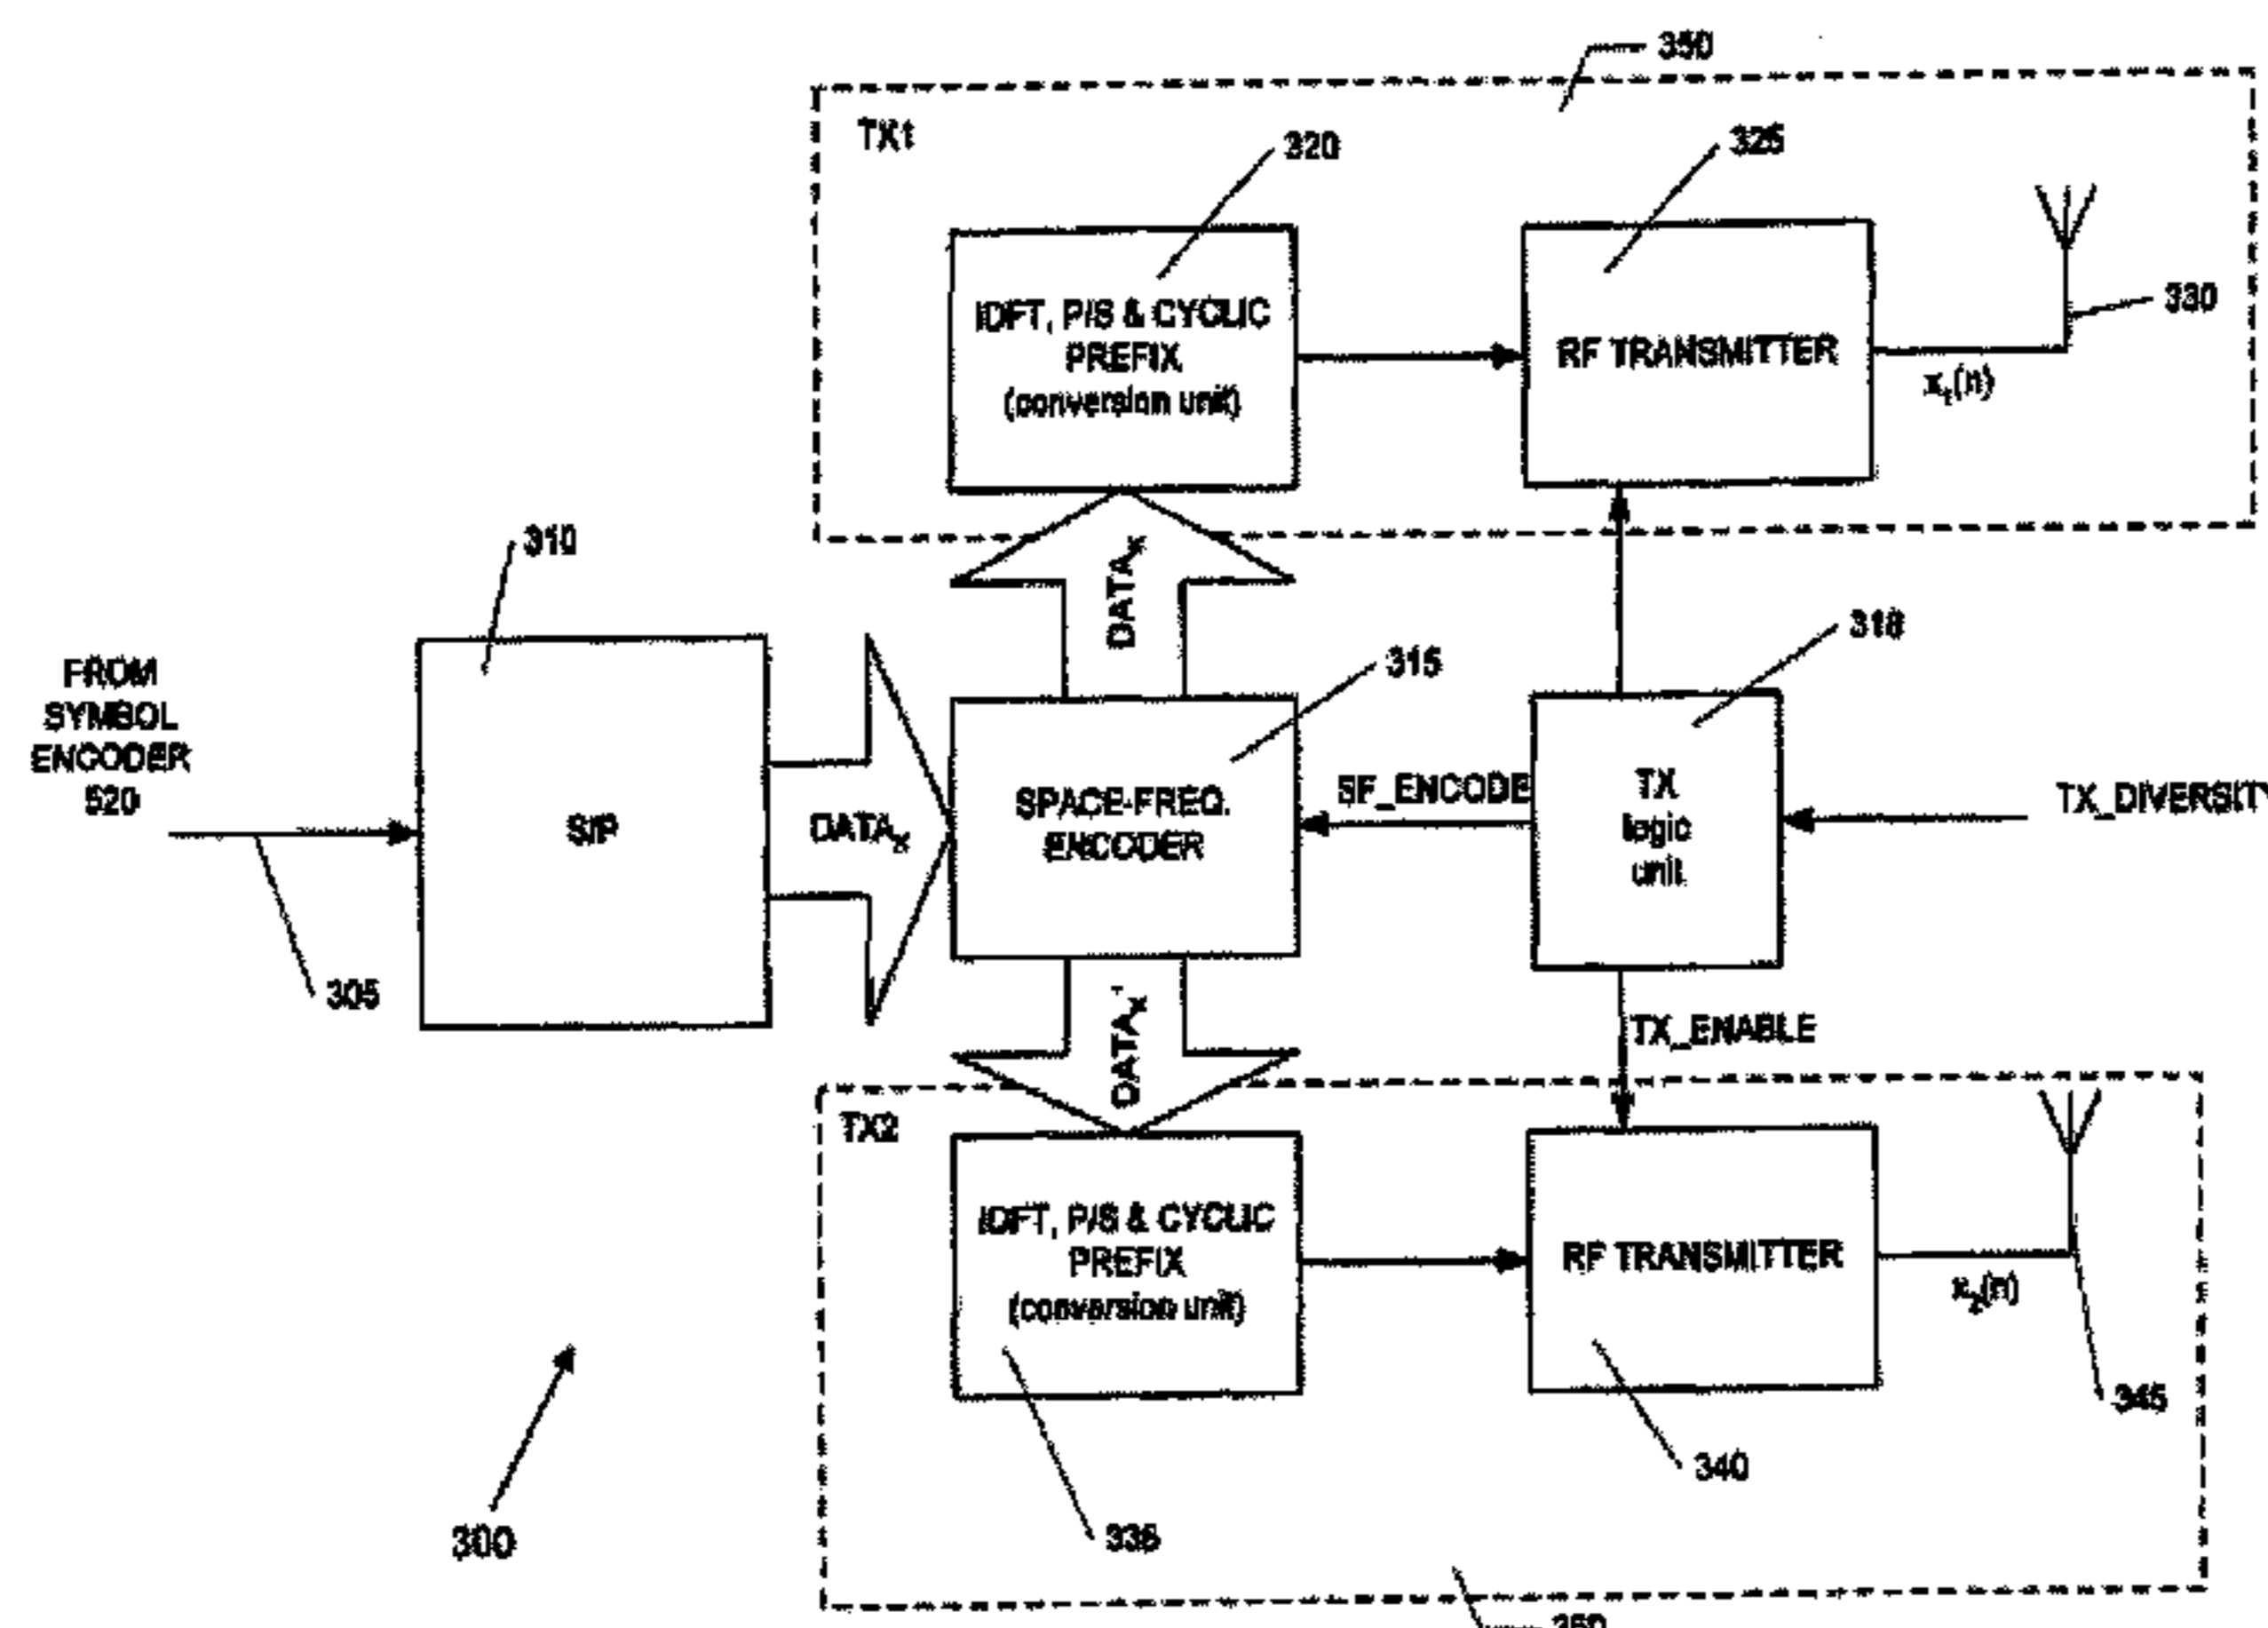 350
TX1
320
325
IDFT, P/S & CYCLIC
PREFIX
(conversion unit)
RF TRANSMITTER
330
x₁(n)
310
DATAₓ
318
315
FROM
SYMBOL
ENCODER
520
S/P
DATAₓ
SPACE-FREQ.
ENCODER
SF_ENCODE
TX
logic
unit
TX_DIVERSITY
305
DATAₓ'
TX_ENABLE
TX2
IDFT, P/S & CYCLIC
PREFIX
(conversion unit)
RF TRANSMITTER
x₂(n)
345
340
335
300